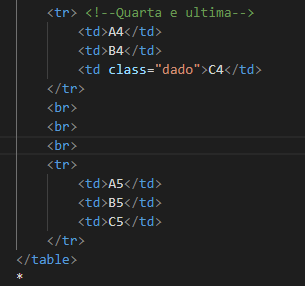 <tr> <!--Quarta e ultima-->
<td>A4</td>
<td>B4</td>
<td class="dado">C4</td>
</tr>
<br>
<br>
<br>
<tr>
<td>A5</td>
<td>B5</td>
<td>C5</td>
</tr>
</table>
*